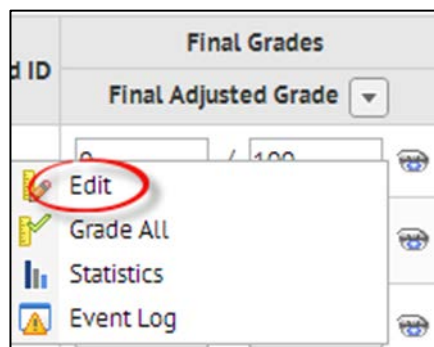 Final Grades
d ID
Final Adjusted Grade
/
Edit
Grade All
Statistics
Event Log